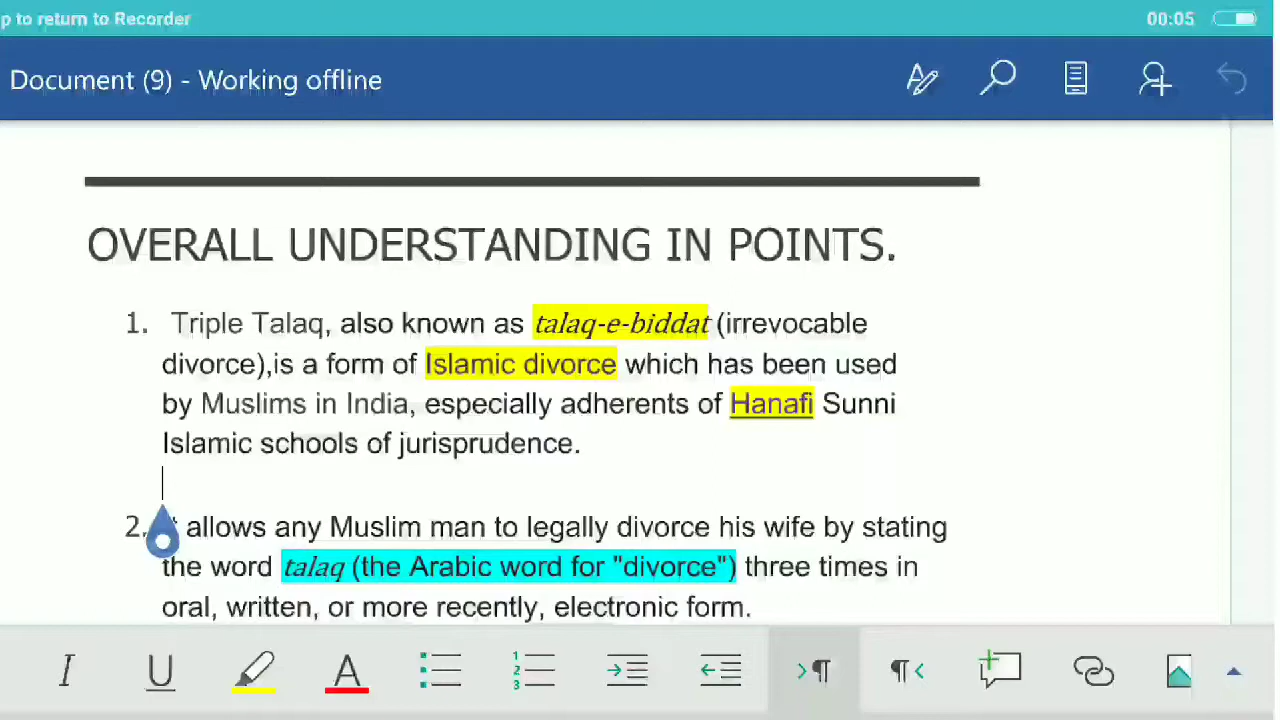 p to return to Recorder
00:05
Document (9) - Working offline
OVERALL UNDERSTANDING IN POINTS.
1. Triple Talaq, also known as talaq-e-biddat (irrevocable
divorce),is a form of Islamic divorce which has been used
by Muslims in India, especially adherents of Hanafi Sunni
Islamic schools of jurisprudence.
2. allows any Muslim man to legally divorce his wife by stating
the word talaq (the Arabic word for "divorce") three times in
oral, written, or more recently, electronic form.